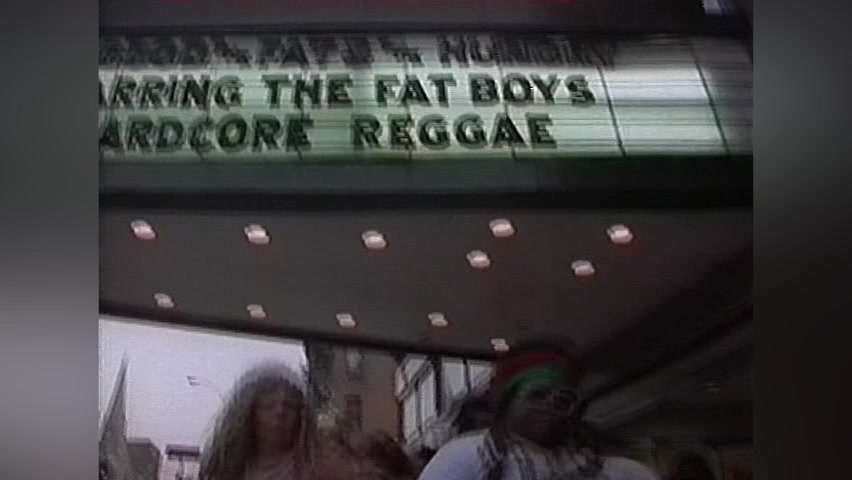 ARRING THE FAT BOYS
ARDCORE REGGAE